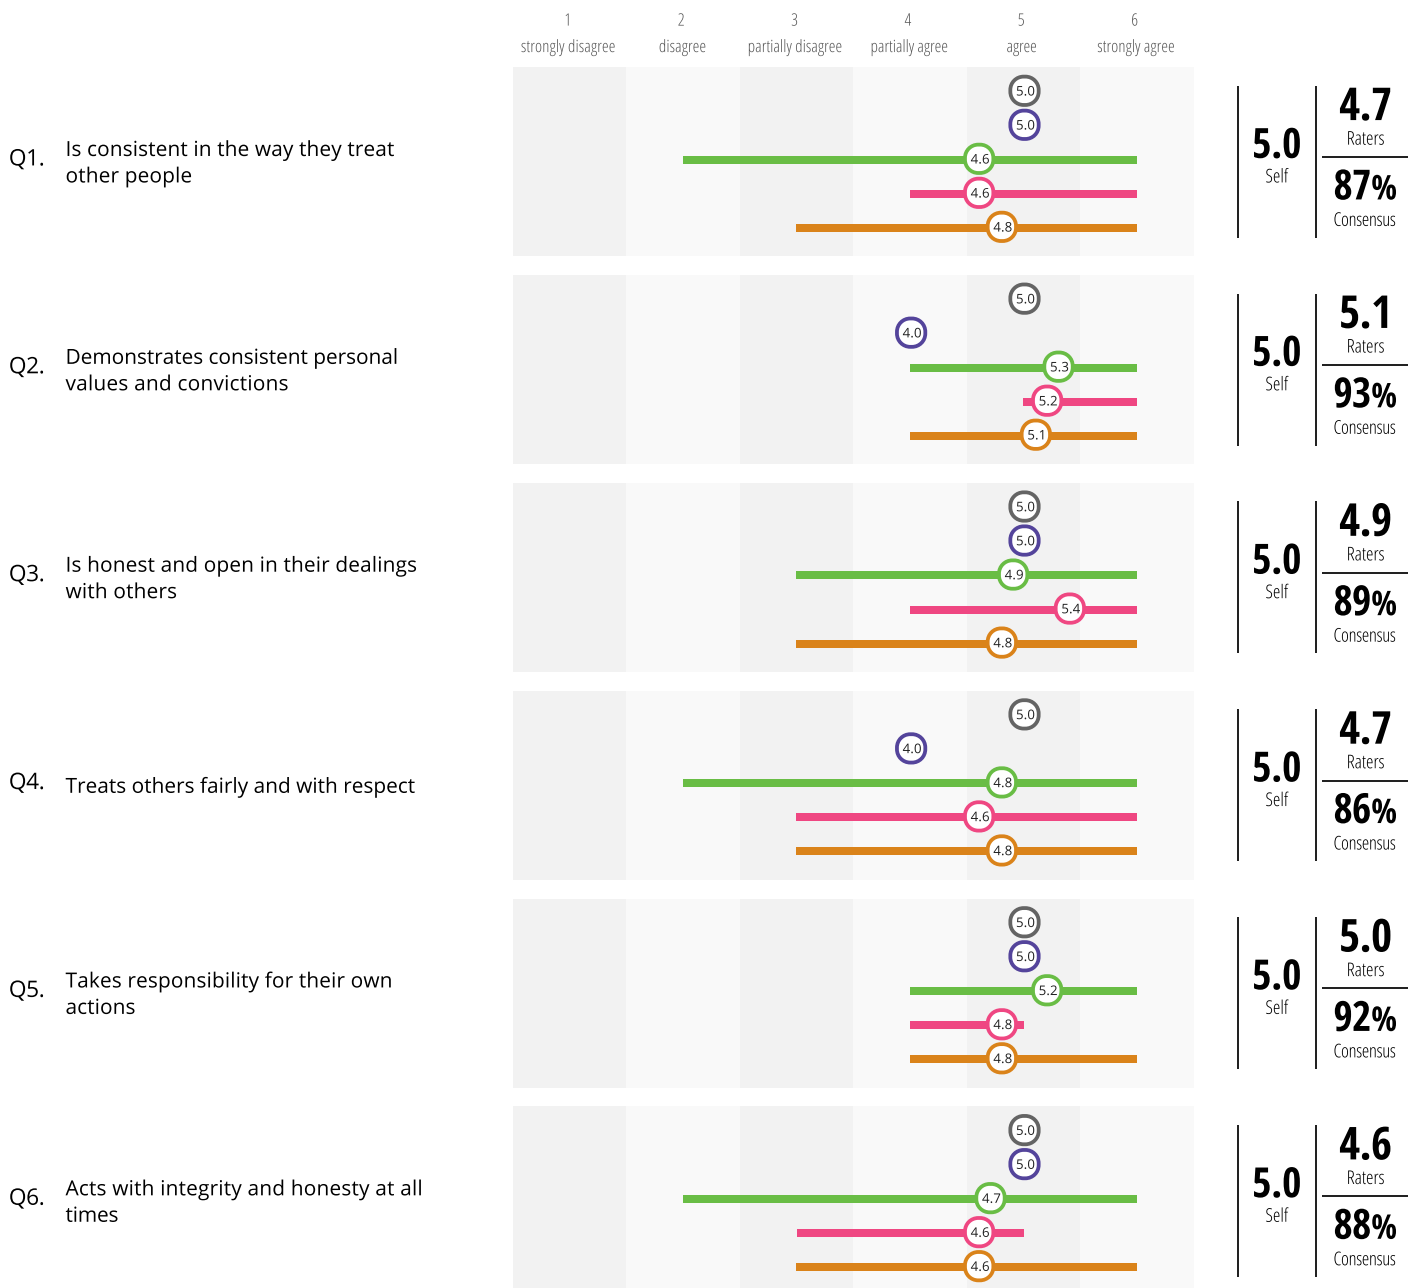 1 2 3 4 5 6
strongly disagree disagree partially disagree partially agree agree strongly agree
5.0
5.0
4.6
4.6
4.8
Q1. Is consistent in the way they treat
other people
5.0
Self
4.7
Raters
87%
Consensus
5.0
4.0
5.3
5.2
5.1
Q2. Demonstrates consistent personal
values and convictions
5.0
Self
5.1
Raters
93%
Consensus
5.0
5.0
4.9
5.4
4.8
Q3. Is honest and open in their dealings
with others
5.0
Self
4.9
Raters
89%
Consensus
5.0
4.0
4.8
4.6
4.8
Q4. Treats others fairly and with respect
5.0
Self
4.7
Raters
86%
Consensus
5.0
5.0
5.2
4.8
4.8
Q5. Takes responsibility for their own
actions
5.0
Self
5.0
Raters
92%
Consensus
5.0
5.0
4.7
4.6
4.6
Q6. Acts with integrity and honesty at all
times
5.0
Self
4.6
Raters
88%
Consensus